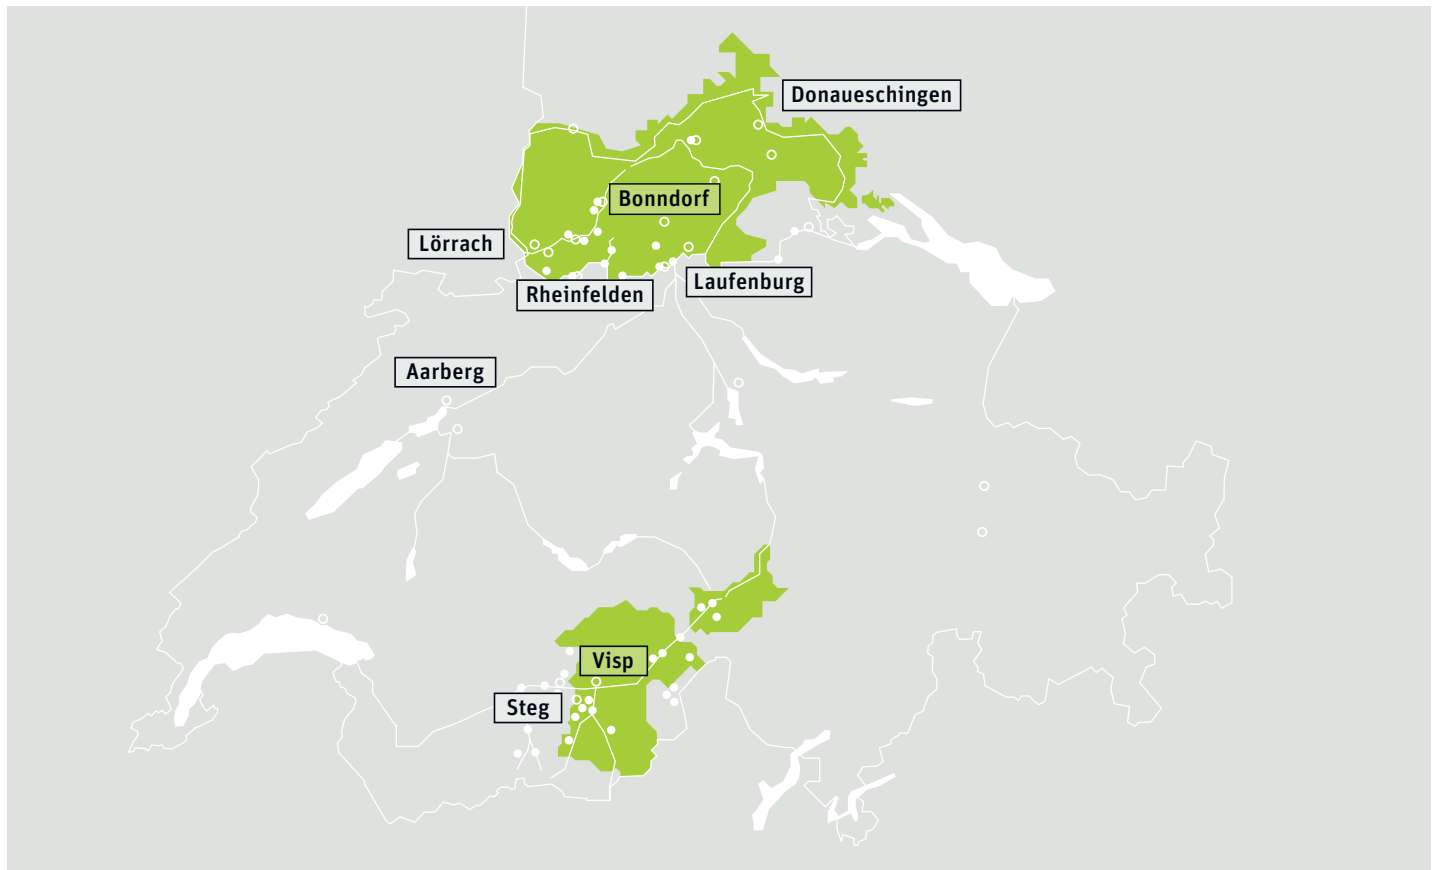 Donaueschingen
Bonndorf
Lörrach
Laufenburg
Rheinfelden
Aarberg
Visp
Steg